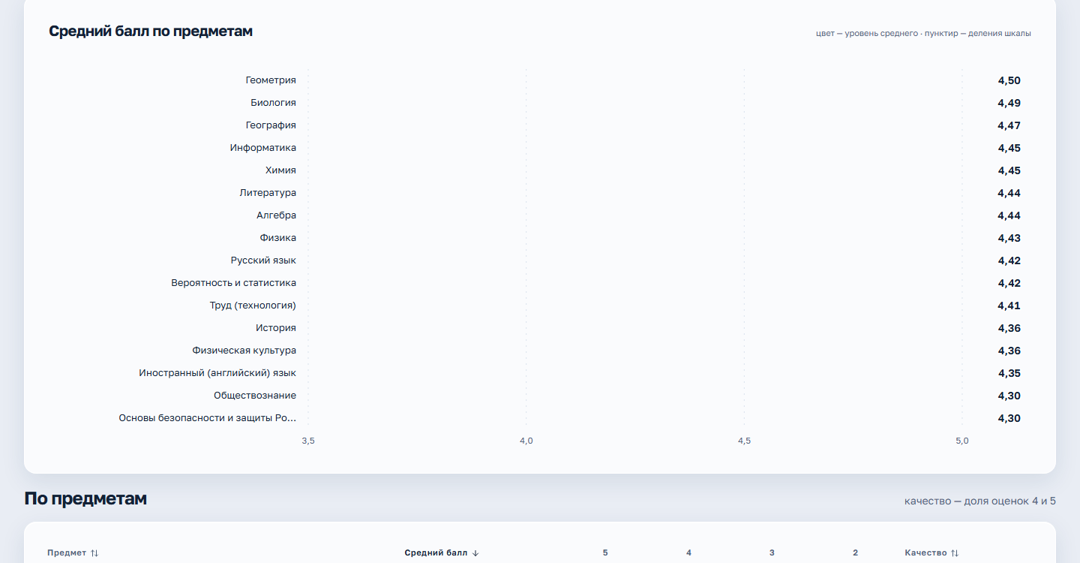 Средний балл по предметам
цвет — уровень среднего · пунктир — деления шкалы
Геометрия 4,50
Биология 4,49
География 4,47
Информатика 4,45
Химия 4,45
Литература 4,44
Алгебра 4,44
Физика 4,43
Русский язык 4,42
Вероятность и статистика 4,42
Труд (технология) 4,41
История 4,36
Физическая культура 4,36
Иностранный (английский) язык 4,35
Обществознание 4,30
Основы безопасности и защиты Ро... 4,30
3,5 4,0 4,5 5,0
По предметам
качество — доля оценок 4 и 5
Предмет ↑↓ Средний балл ↓ 5 4 3 2 Качество ↑↓